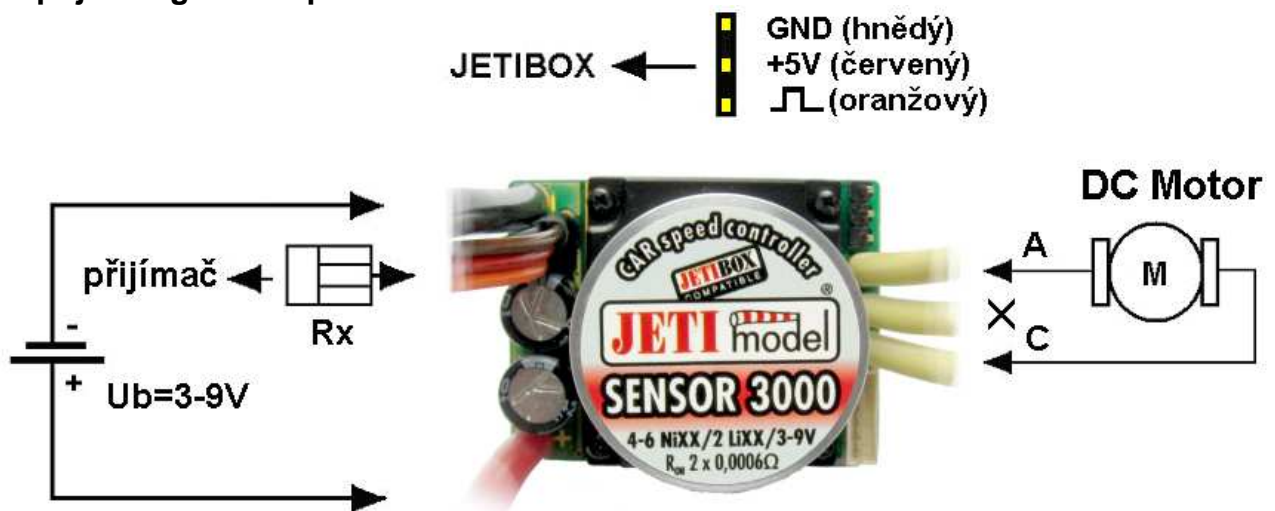 GND (hnědý)
JETIBOX
+5V (červený)
(oranžový)
DC Motor
přijímač
Rx
-
+
Ub=3-9V
CAR speed controller
JETIBOX
COMPATIBLE
®
JETI model
SENSOR 3000
4-6 NiXX/2 LiXX/3-9V
RON 2 x 0,0006Ω
+
A
M
C